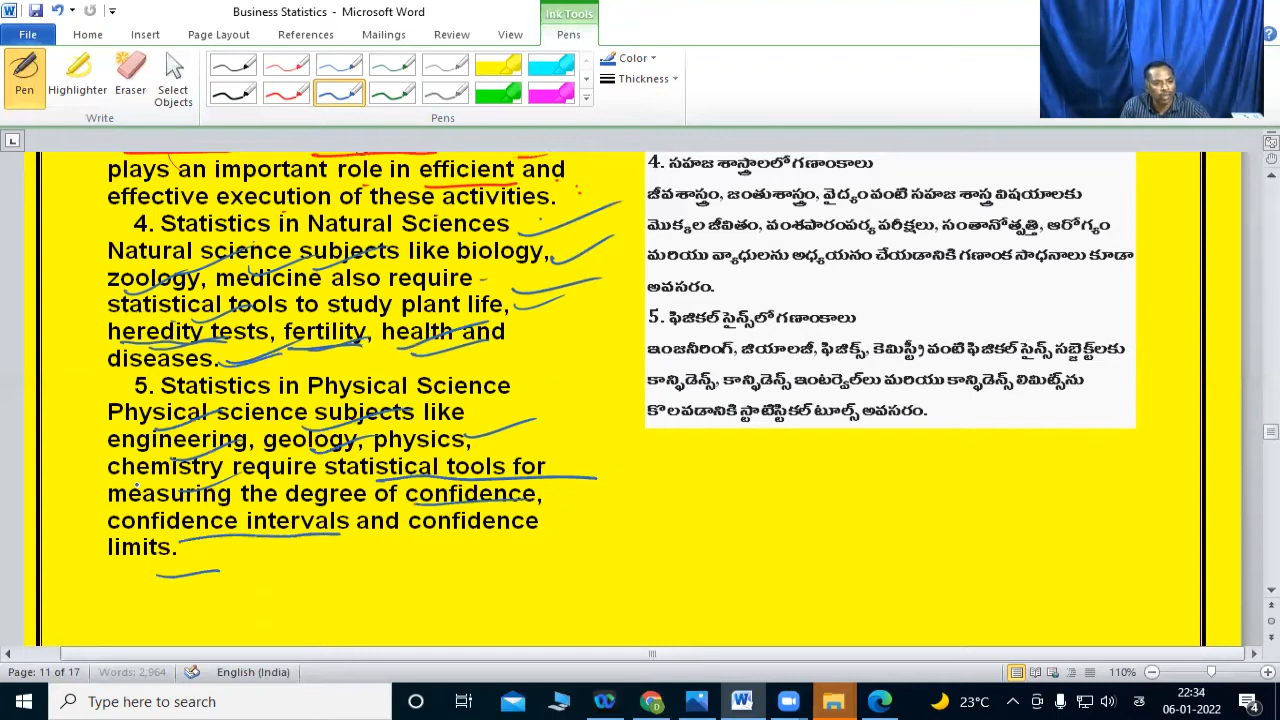 Business Statistics - Microsoft Word
Ink Tools
File Home Insert Page Layout References Mailings Review View Pens
Pen Highlighter Eraser Select Objects
Color
Thickness
Write Pens
plays an important role in efficient and
effective execution of these activities.
4. Statistics in Natural Sciences
Natural science subjects like biology,
zoology, medicine also require
statistical tools to study plant life,
heredity tests, fertility, health and
diseases.
5. Statistics in Physical Science
Physical science subjects like
engineering, geology, physics,
chemistry require statistical tools for
measuring the degree of confidence,
confidence intervals and confidence
limits.
4. సహజ శాస్త్రాలలో గణాంకాలు
జీవశాస్త్రం, జంతుశాస్త్రం, వైద్యం వంటి సహజ శాస్త్ర విషయాలకు
మొక్కల జీవితం, వంశపారంపర్య పరీక్షలు, సంతానోత్పత్తి, ఆరోగ్యం
మరియు వ్యాధులను అధ్యయనం చేయడానికి గణాంక సాధనాలు కూడా
అవసరం.
5. ఫిజికల్ సైన్స్‌లో గణాంకాలు
ఇంజనీరింగ్, జియాలజీ, ఫిజిక్స్, కెమిస్ట్రీ వంటి ఫిజికల్ సైన్స్ సబ్జెక్ట్‌లకు
కాన్ఫిడెన్స్, కాన్ఫిడెన్స్ ఇంటర్వెల్‌లు మరియు కాన్ఫిడెన్స్ లిమిట్స్‌ను
కొలవడానికి స్టాటిస్టికల్ టూల్స్ అవసరం.
Page: 11 of 17 Words: 2,964 English (India) 110%
Type here to search 23°C 22:34
06-01-2022